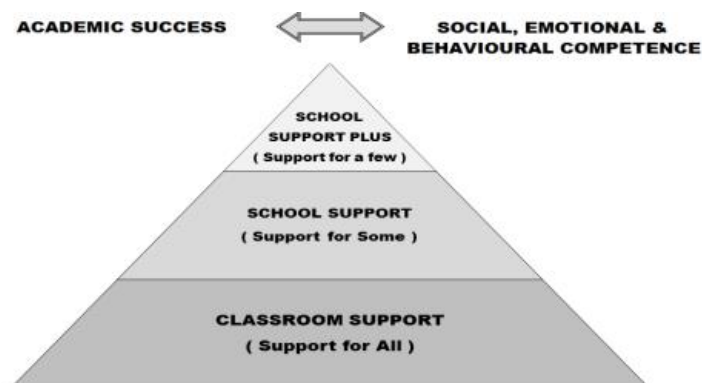 ACADEMIC SUCCESS
SOCIAL, EMOTIONAL &
BEHAVIOURAL COMPETENCE
SCHOOL
SUPPORT PLUS
( Support for a few )
SCHOOL SUPPORT
( Support for Some )
CLASSROOM SUPPORT
( Support for All )